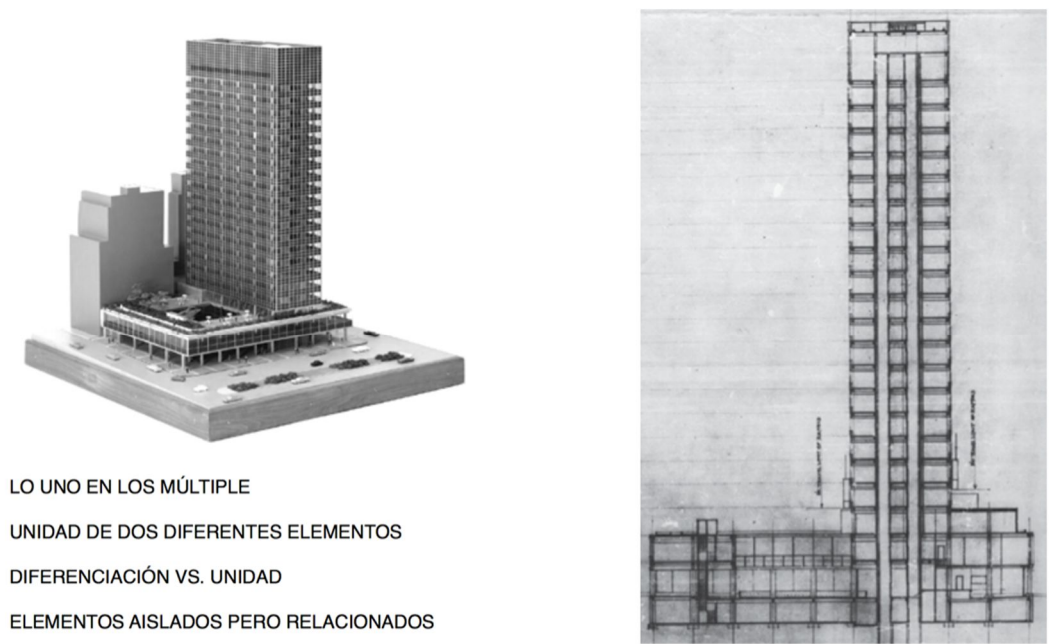 LO UNO EN LOS MÚLTIPLE
UNIDAD DE DOS DIFERENTES ELEMENTOS
DIFERENCIACIÓN VS. UNIDAD
ELEMENTOS AISLADOS PERO RELACIONADOS